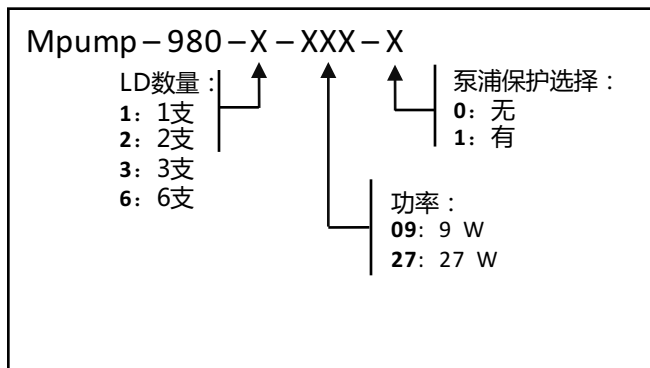 Mpump－980－X－XXX－X
LD数量：
1：1支
2：2支
3：3支
6：6支
泵浦保护选择：
0：无
1：有
功率：
09：9 W
27：27 W